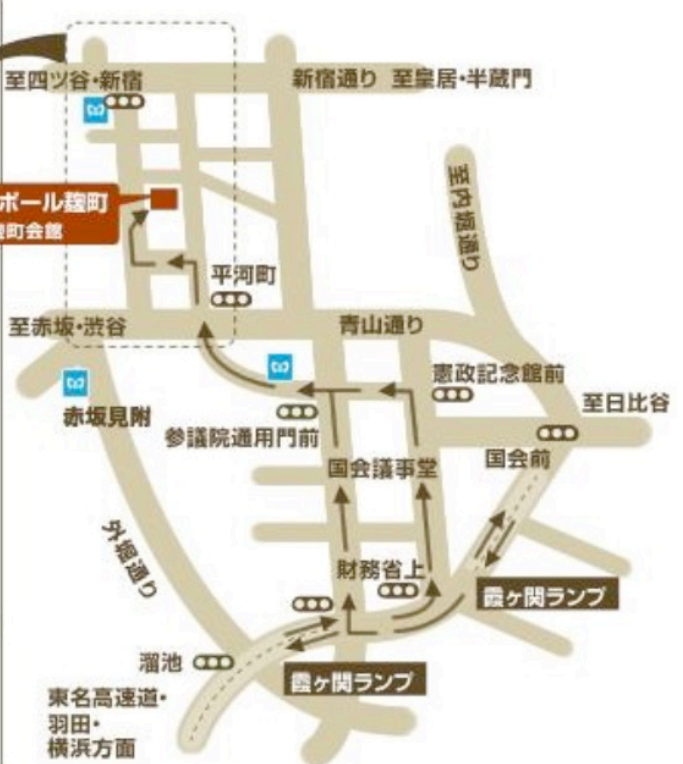 至四ツ谷・新宿
新宿通り 至皇居・半蔵門
至内堀通り
ポール麹町
町会館
平河町
至赤坂・渋谷
青山通り
憲政記念館前
至日比谷
赤坂見附
参議院通用門前
国会前
国会議事堂
外堀通り
財務省上
霞ヶ関ランプ
溜池
霞ヶ関ランプ
東名高速道・
羽田・
横浜方面